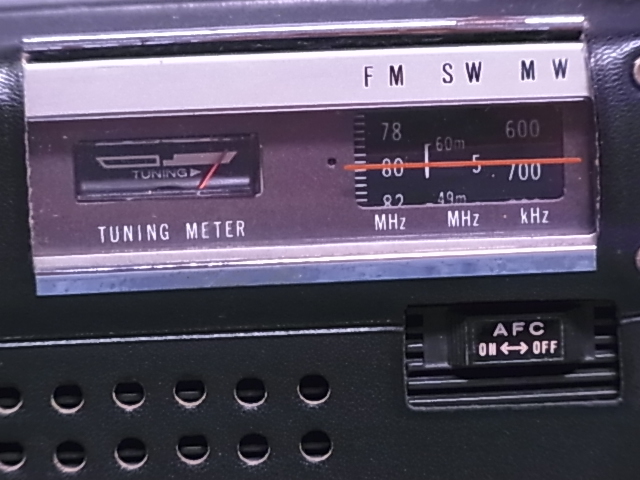 FM SW MW
78 60m 600
80 5 700
82 49m
TUNING
MHz MHz kHz
TUNING METER
AFC
ON↔OFF